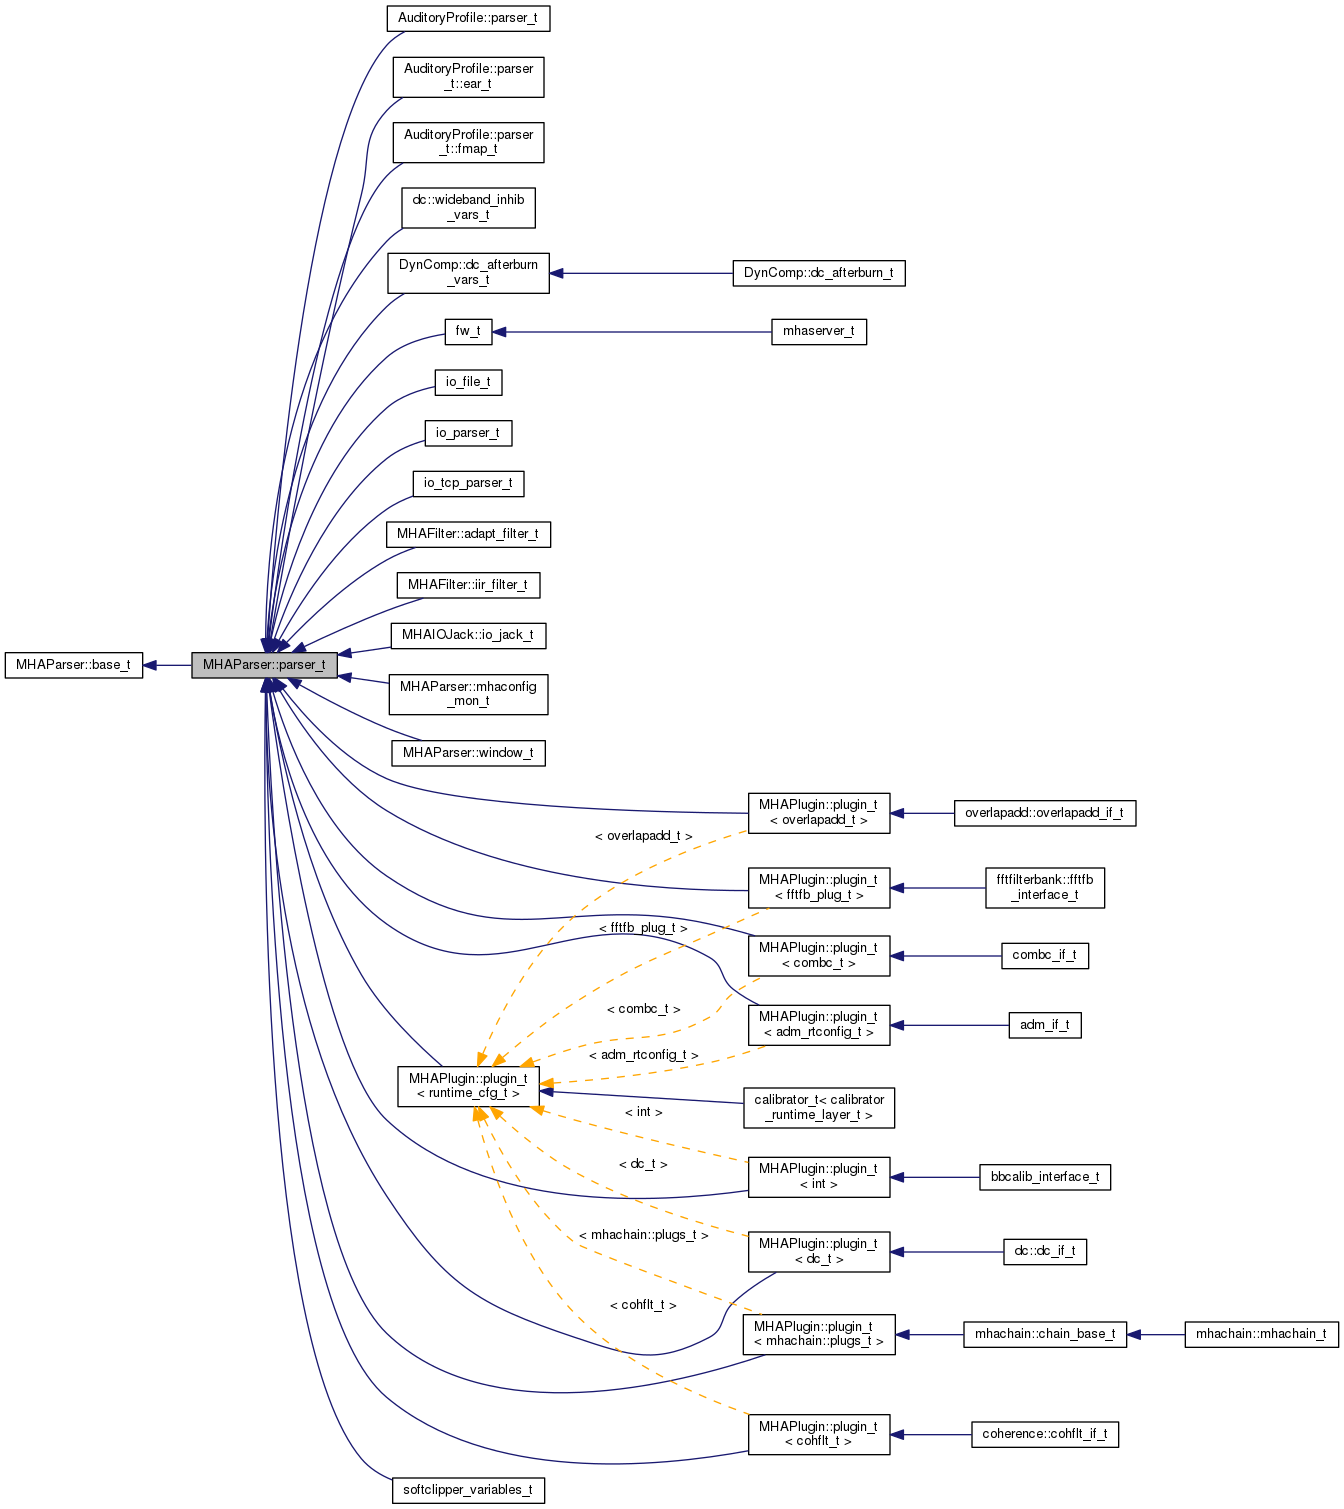 AuditoryProfile::parser_t
AuditoryProfile::parser
_t::ear_t
AuditoryProfile::parser
_t::fmap_t
dc::wideband_inhib
_vars_t
DynComp::dc_afterburn
_vars_t
DynComp::dc_afterburn_t
fw_t
mhaserver_t
io_file_t
io_parser_t
io_tcp_parser_t
MHAFilter::adapt_filter_t
MHAFilter::iir_filter_t
MHAIOJack::io_jack_t
MHAParser::base_t
MHAParser::parser_t
MHAParser::mhaconfig
_mon_t
MHAParser::window_t
MHAPlugin::plugin_t
< overlapadd_t >
overlapadd::overlapadd_if_t
< overlapadd_t >
MHAPlugin::plugin_t
< fftfb_plug_t >
fftfilterbank::fftfb
_interface_t
< fftfb_plug_t >
MHAPlugin::plugin_t
< combc_t >
combc_if_t
< combc_t >
MHAPlugin::plugin_t
< adm_rtconfig_t >
adm_if_t
< adm_rtconfig_t >
MHAPlugin::plugin_t
< runtime_cfg_t >
calibrator_t< calibrator
_runtime_layer_t >
< int >
MHAPlugin::plugin_t
< int >
bbcalib_interface_t
< dc_t >
MHAPlugin::plugin_t
< dc_t >
dc::dc_if_t
< mhachain::plugs_t >
MHAPlugin::plugin_t
< mhachain::plugs_t >
mhachain::chain_base_t
mhachain::mhachain_t
< cohflt_t >
MHAPlugin::plugin_t
< cohflt_t >
coherence::cohflt_if_t
softclipper_variables_t